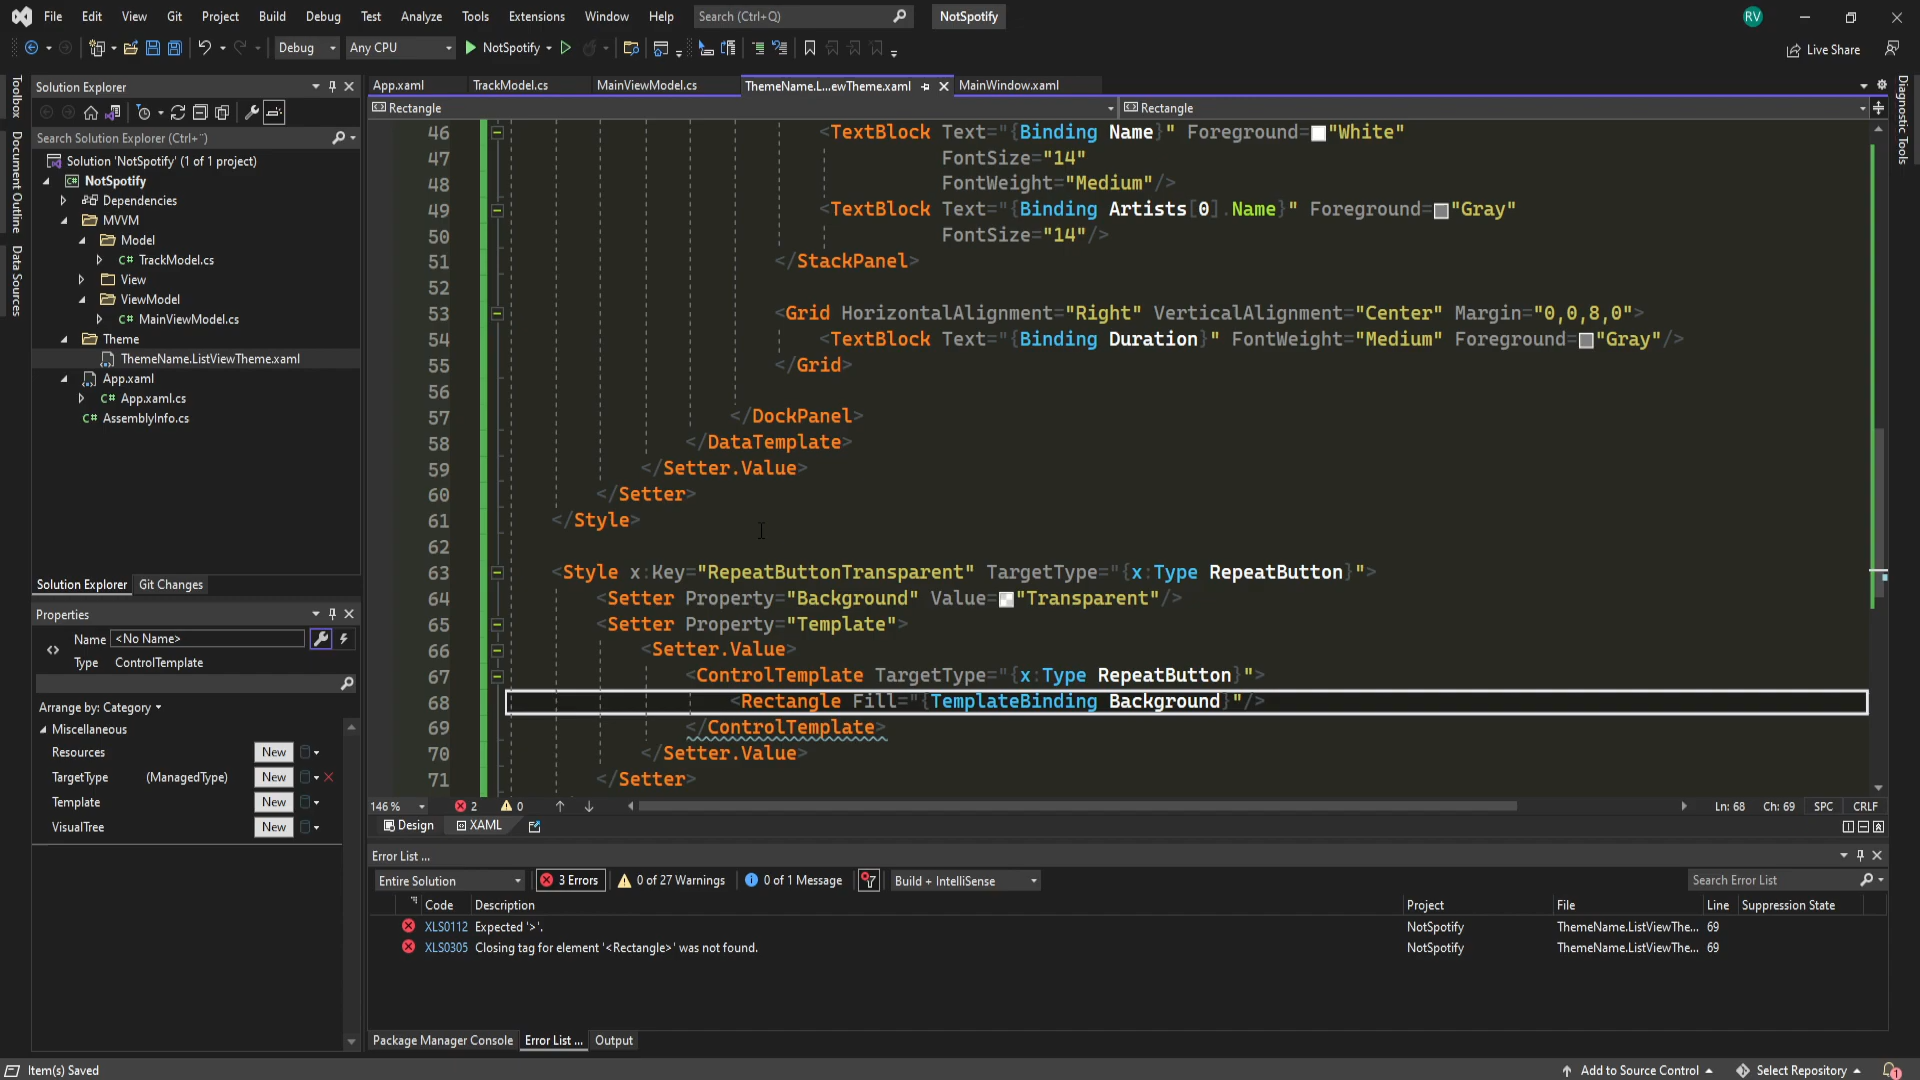 File Edit View Git Project Build Debug Test Analyze Tools Extensions Window Help Search (Ctrl+Q) NotSpotify RV
Debug Any CPU NotSpotify Live Share
Toolbox
Document Outline
Data Sources
Diagnostic Tools
Solution Explorer
Search Solution Explorer (Ctrl+¨)
Solution 'NotSpotify' (1 of 1 project)
NotSpotify
Dependencies
MVVM
Model
C# TrackModel.cs
View
ViewModel
C# MainViewModel.cs
Theme
ThemeName.ListViewTheme.xaml
App.xaml
C# App.xaml.cs
C# AssemblyInfo.cs
Solution Explorer Git Changes
Properties
Name <No Name>
Type ControlTemplate
Arrange by: Category
Miscellaneous
Resources New
TargetType (ManagedType) New
Template New
VisualTree New
App.xaml TrackModel.cs MainViewModel.cs ThemeName.L...ewTheme.xaml MainWindow.xaml
Rectangle Rectangle
46 <TextBlock Text="{Binding Name}" Foreground="White"
47 FontSize="14"
48 FontWeight="Medium"/>
49 <TextBlock Text="{Binding Artists[0].Name}" Foreground="Gray"
50 FontSize="14"/>
51 </StackPanel>
52
53 <Grid HorizontalAlignment="Right" VerticalAlignment="Center" Margin="0,0,8,0">
54 <TextBlock Text="{Binding Duration}" FontWeight="Medium" Foreground="Gray"/>
55 </Grid>
56
57 </DockPanel>
58 </DataTemplate>
59 </Setter.Value>
60 </Setter>
61 </Style>
62
63 <Style x:Key="RepeatButtonTransparent" TargetType="{x:Type RepeatButton}">
64 <Setter Property="Background" Value="Transparent"/>
65 <Setter Property="Template">
66 <Setter.Value>
67 <ControlTemplate TargetType="{x:Type RepeatButton}">
68 <Rectangle Fill="{TemplateBinding Background}"/>
69 </ControlTemplate>
70 </Setter.Value>
71 </Setter>
146 % 2 0 Ln: 68 Ch: 69 SPC CRLF
Design XAML
Error List ...
Entire Solution 3 Errors 0 of 27 Warnings 0 of 1 Message Build + IntelliSense Search Error List
Code Description Project File Line Suppression State
XLS0112 Expected '>'. NotSpotify ThemeName.ListViewThe... 69
XLS0305 Closing tag for element '<Rectangle>' was not found. NotSpotify ThemeName.ListViewThe... 69
Package Manager Console Error List ... Output
Item(s) Saved Add to Source Control Select Repository 1